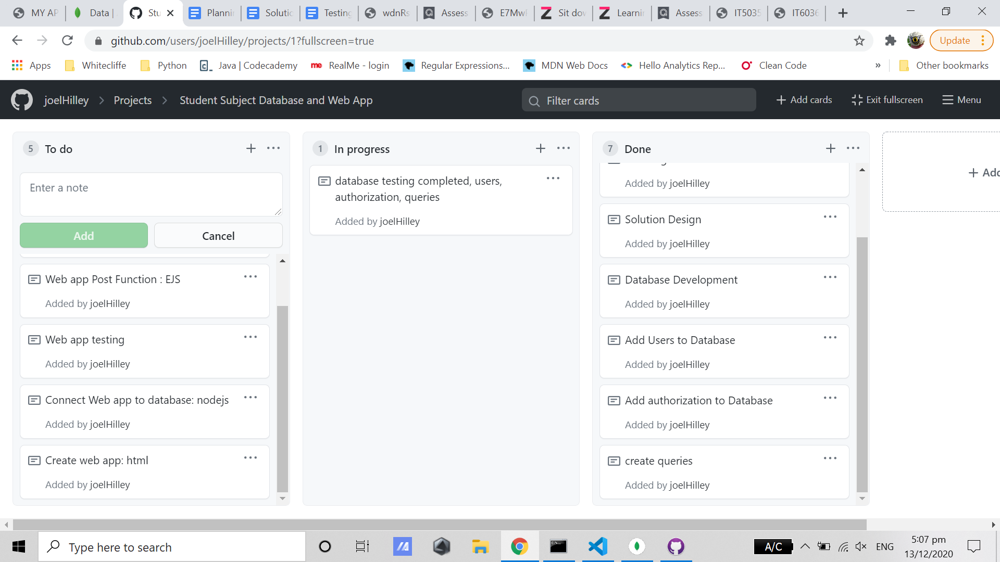 MY AP
Data |
Stu
Plannin
Solutio
Testing
wdnRs
Assess
E7Mw
Sit dov
Learnin
Assess
IT5035
IT6036
github.com/users/joelHilley/projects/1?fullscreen=true
Update
Apps
Whitecliffe
Python
Java | Codecademy
RealMe - login
Regular Expressions...
MDN Web Docs
Hello Analytics Rep...
Clean Code
»
Other bookmarks
joelHilley
Projects
Student Subject Database and Web App
Filter cards
Add cards
Exit fullscreen
Menu
5 To do
Enter a note
Add
Cancel
Web app Post Function : EJS
Added by joelHilley
Web app testing
Added by joelHilley
Connect Web app to database: nodejs
Added by joelHilley
Create web app: html
Added by joelHilley
1 In progress
database testing completed, users,
authorization, queries
Added by joelHilley
7 Done
Added by joelHilley
Solution Design
Added by joelHilley
Database Development
Added by joelHilley
Add Users to Database
Added by joelHilley
Add authorization to Database
Added by joelHilley
create queries
Added by joelHilley
+ Add
Type here to search
A/C
ENG
5:07 pm
13/12/2020